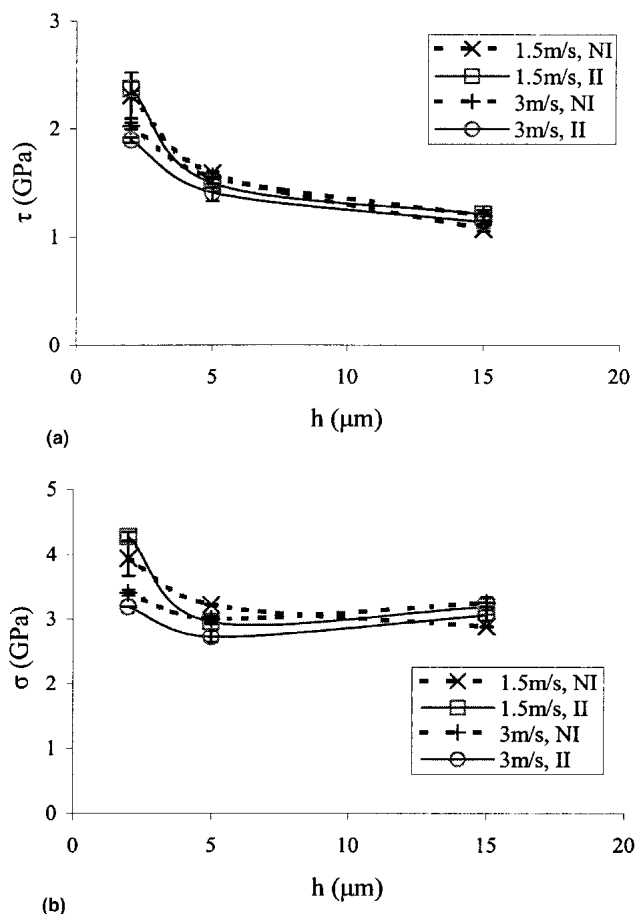 3
2
1
0
τ (GPa)
1.5m/s, NI
1.5m/s, II
3m/s, NI
3m/s, II
0 5 10 15 20
h (μm)
(a)
5
4
3
2
1
0
σ (GPa)
1.5m/s, NI
1.5m/s, II
3m/s, NI
3m/s, II
0 5 10 15 20
h (μm)
(b)